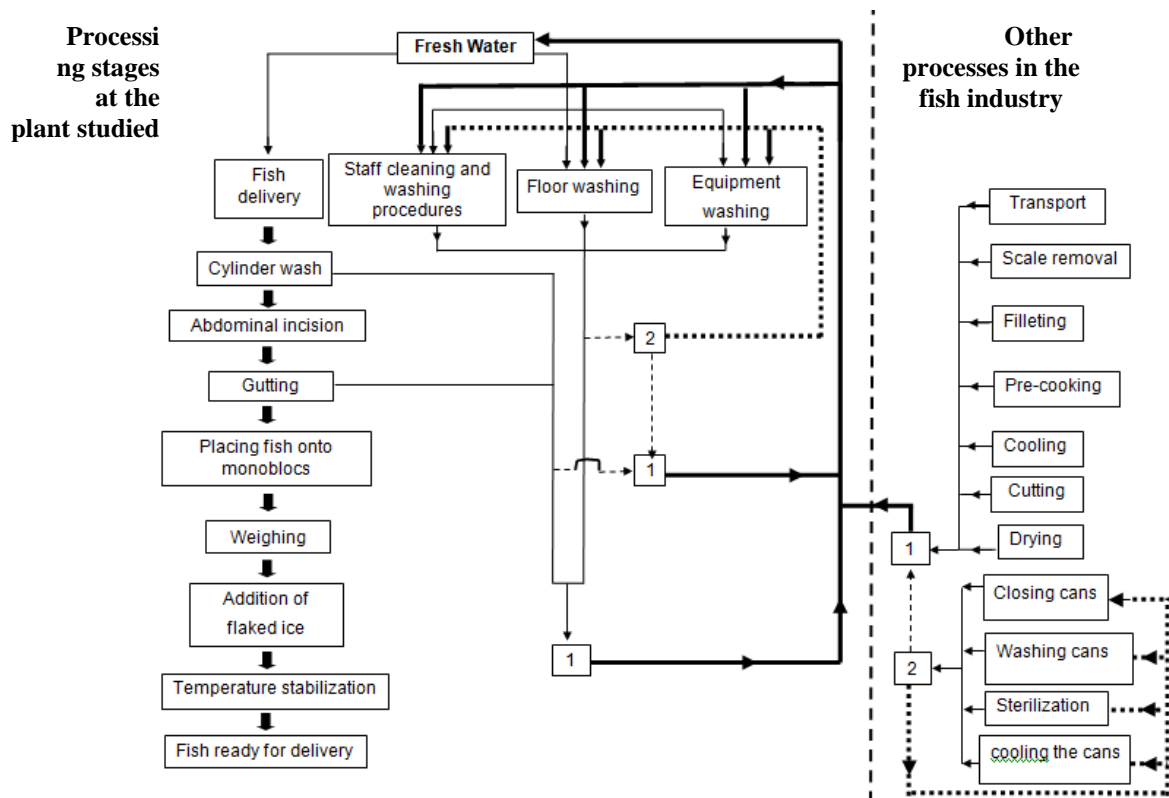 Processi
ng stages
at the
plant studied
Fresh Water
Other
processes in the
fish industry
Fish
delivery
Staff cleaning and
washing
procedures
Floor washing
Equipment
washing
Transport
Cylinder wash
Scale removal
Abdominal incision
Filleting
2
Gutting
Pre-cooking
Placing fish onto
monoblocs
Cooling
1
Cutting
Weighing
1
Drying
Addition of
flaked ice
Closing cans
1
2
Washing cans
Temperature stabilization
Sterilization
Fish ready for delivery
cooling the cans